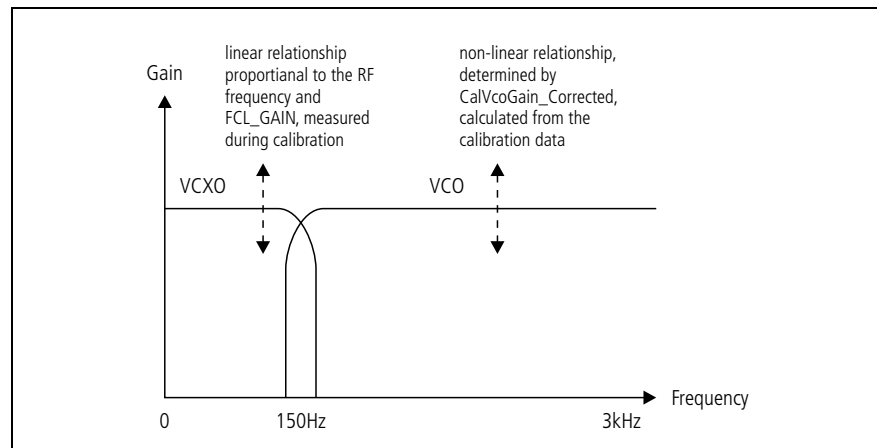 linear relationship
proportianal to the RF
frequency and
FCL_GAIN, measured
during calibration
non-linear relationship,
determined by
CalVcoGain_Corrected,
calculated from the
calibration data
Gain
VCXO
VCO
Frequency
0
150Hz
3kHz